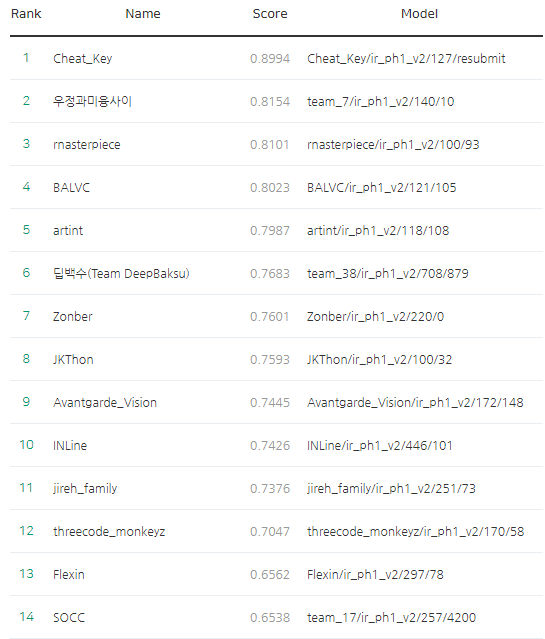 Rank Name Score Model
1 Cheat_Key 0.8994 Cheat_Key/ir_ph1_v2/127/resubmit
2 우정과미용사이 0.8154 team_7/ir_ph1_v2/140/10
3 rnasterpiece 0.8101 rnasterpiece/ir_ph1_v2/100/93
4 BALVC 0.8023 BALVC/ir_ph1_v2/121/105
5 artint 0.7987 artint/ir_ph1_v2/118/108
6 딥백수(Team DeepBaksu) 0.7683 team_38/ir_ph1_v2/708/879
7 Zonber 0.7601 Zonber/ir_ph1_v2/220/0
8 JKThon 0.7593 JKThon/ir_ph1_v2/100/32
9 Avantgarde_Vision 0.7445 Avantgarde_Vision/ir_ph1_v2/172/148
10 INLine 0.7426 INLine/ir_ph1_v2/446/101
11 jireh_family 0.7376 jireh_family/ir_ph1_v2/251/73
12 threecode_monkeyz 0.7047 threecode_monkeyz/ir_ph1_v2/170/58
13 Flexin 0.6562 Flexin/ir_ph1_v2/297/78
14 SOCC 0.6538 team_17/ir_ph1_v2/257/4200